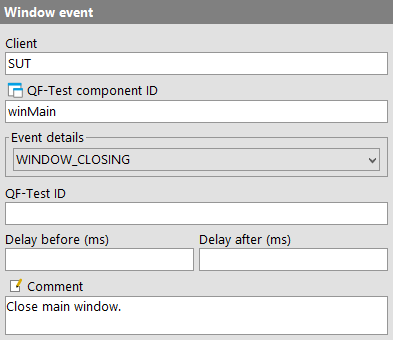 Window event
Client
SUT
QF-Test component ID
winMain
Event details
WINDOW_CLOSING
QF-Test ID
Delay before (ms) Delay after (ms)
Comment
Close main window.